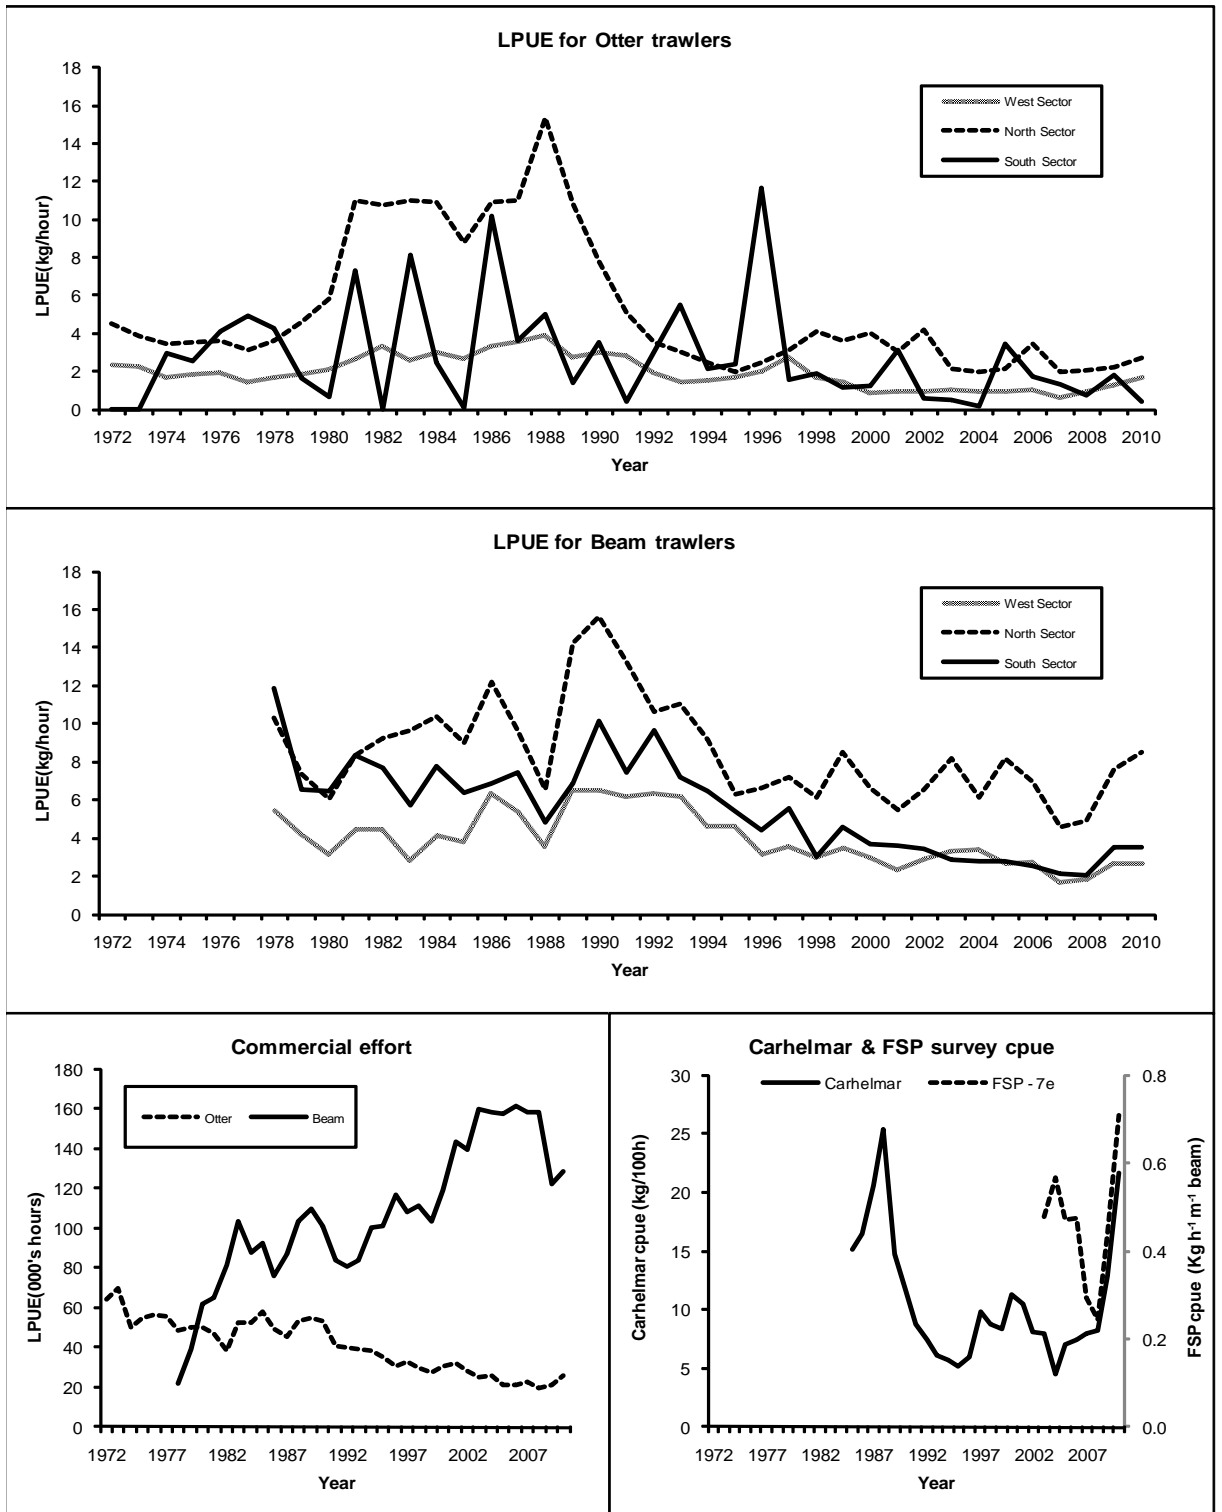 LPUE for Otter trawlers
18
16
14
12
10
8
6
4
2
0
LPUE(kg/hour)
West Sector
North Sector
South Sector
1972 1974 1976 1978 1980 1982 1984 1986 1988 1990 1992 1994 1996 1998 2000 2002 2004 2006 2008 2010
Year
LPUE for Beam trawlers
18
16
14
12
10
8
6
4
2
0
LPUE(kg/hour)
West Sector
North Sector
South Sector
1972 1974 1976 1978 1980 1982 1984 1986 1988 1990 1992 1994 1996 1998 2000 2002 2004 2006 2008 2010
Year
Commercial effort
180
160
140
120
100
80
60
40
20
0
LPUE(000's hours)
Otter Beam
1972 1977 1982 1987 1992 1997 2002 2007
Year
Carhelmar & FSP survey cpue
Carhelmar FSP - 7e
30
25
20
15
10
5
0
Carhelmar cpue (kg/100h)
0.8
0.6
0.4
0.2
0.0
FSP cpue (Kg h⁻¹ m⁻¹ beam)
1972 1977 1982 1987 1992 1997 2002 2007
Year